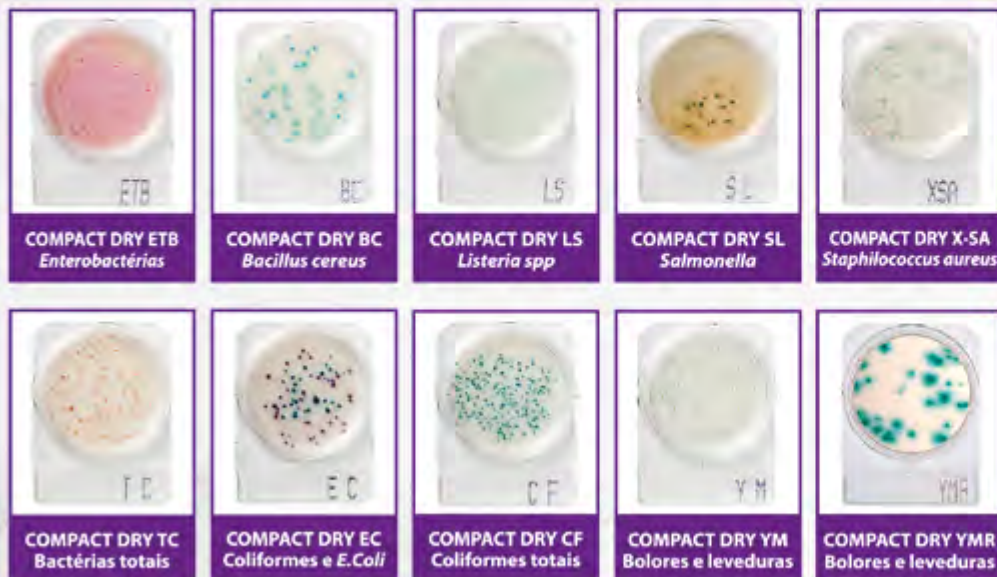 ETB
COMPACT DRY ETB
Enterobactérias
BC
COMPACT DRY BC
Bacillus cereus
LS
COMPACT DRY LS
Listeria spp
SL
COMPACT DRY SL
Salmonella
XSA
COMPACT DRY X-SA
Staphilococcus aureus
TC
COMPACT DRY TC
Bactérias totais
EC
COMPACT DRY EC
Coliformes e E.Coli
CF
COMPACT DRY CF
Coliformes totais
YM
COMPACT DRY YM
Bolores e leveduras
YMR
COMPACT DRY YMR
Bolores e leveduras